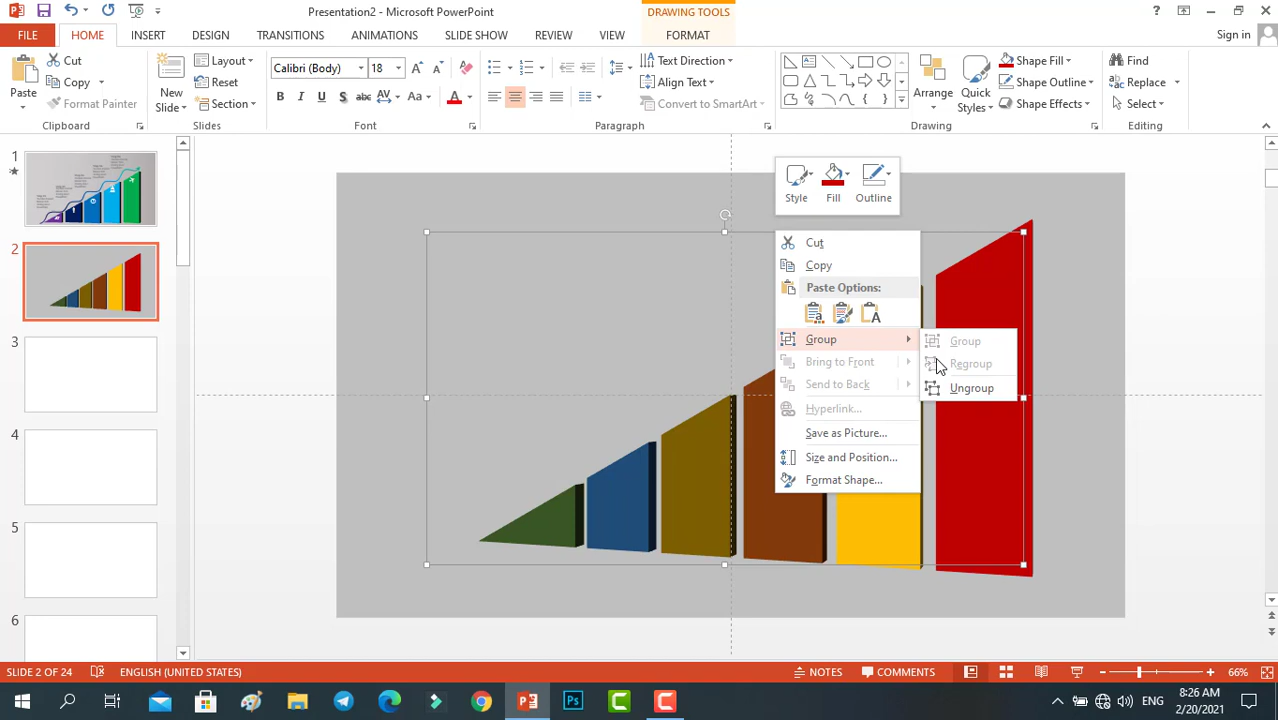 Presentation2 - Microsoft PowerPoint
DRAWING TOOLS
?
FILE
HOME
INSERT
DESIGN
TRANSITIONS
ANIMATIONS
SLIDE SHOW
REVIEW
VIEW
FORMAT
Sign in
Paste
Cut
Copy
Format Painter
Clipboard
New
Slide
Layout
Reset
Section
Slides
Calibri (Body)
18
B I U S abc AV Aa A
Font
Text Direction
Align Text
Convert to SmartArt
Paragraph
Arrange
Quick
Styles
Shape Fill
Shape Outline
Shape Effects
Drawing
Find
Replace
Select
Editing
1
2
3
4
5
6
Style
Fill
Outline
Cut
Copy
Paste Options:
Group
Bring to Front
Send to Back
Hyperlink...
Save as Picture...
Size and Position...
Format Shape...
Group
Regroup
Ungroup
SLIDE 2 OF 24
ENGLISH (UNITED STATES)
NOTES
COMMENTS
66%
ENG
8:26 AM
2/20/2021